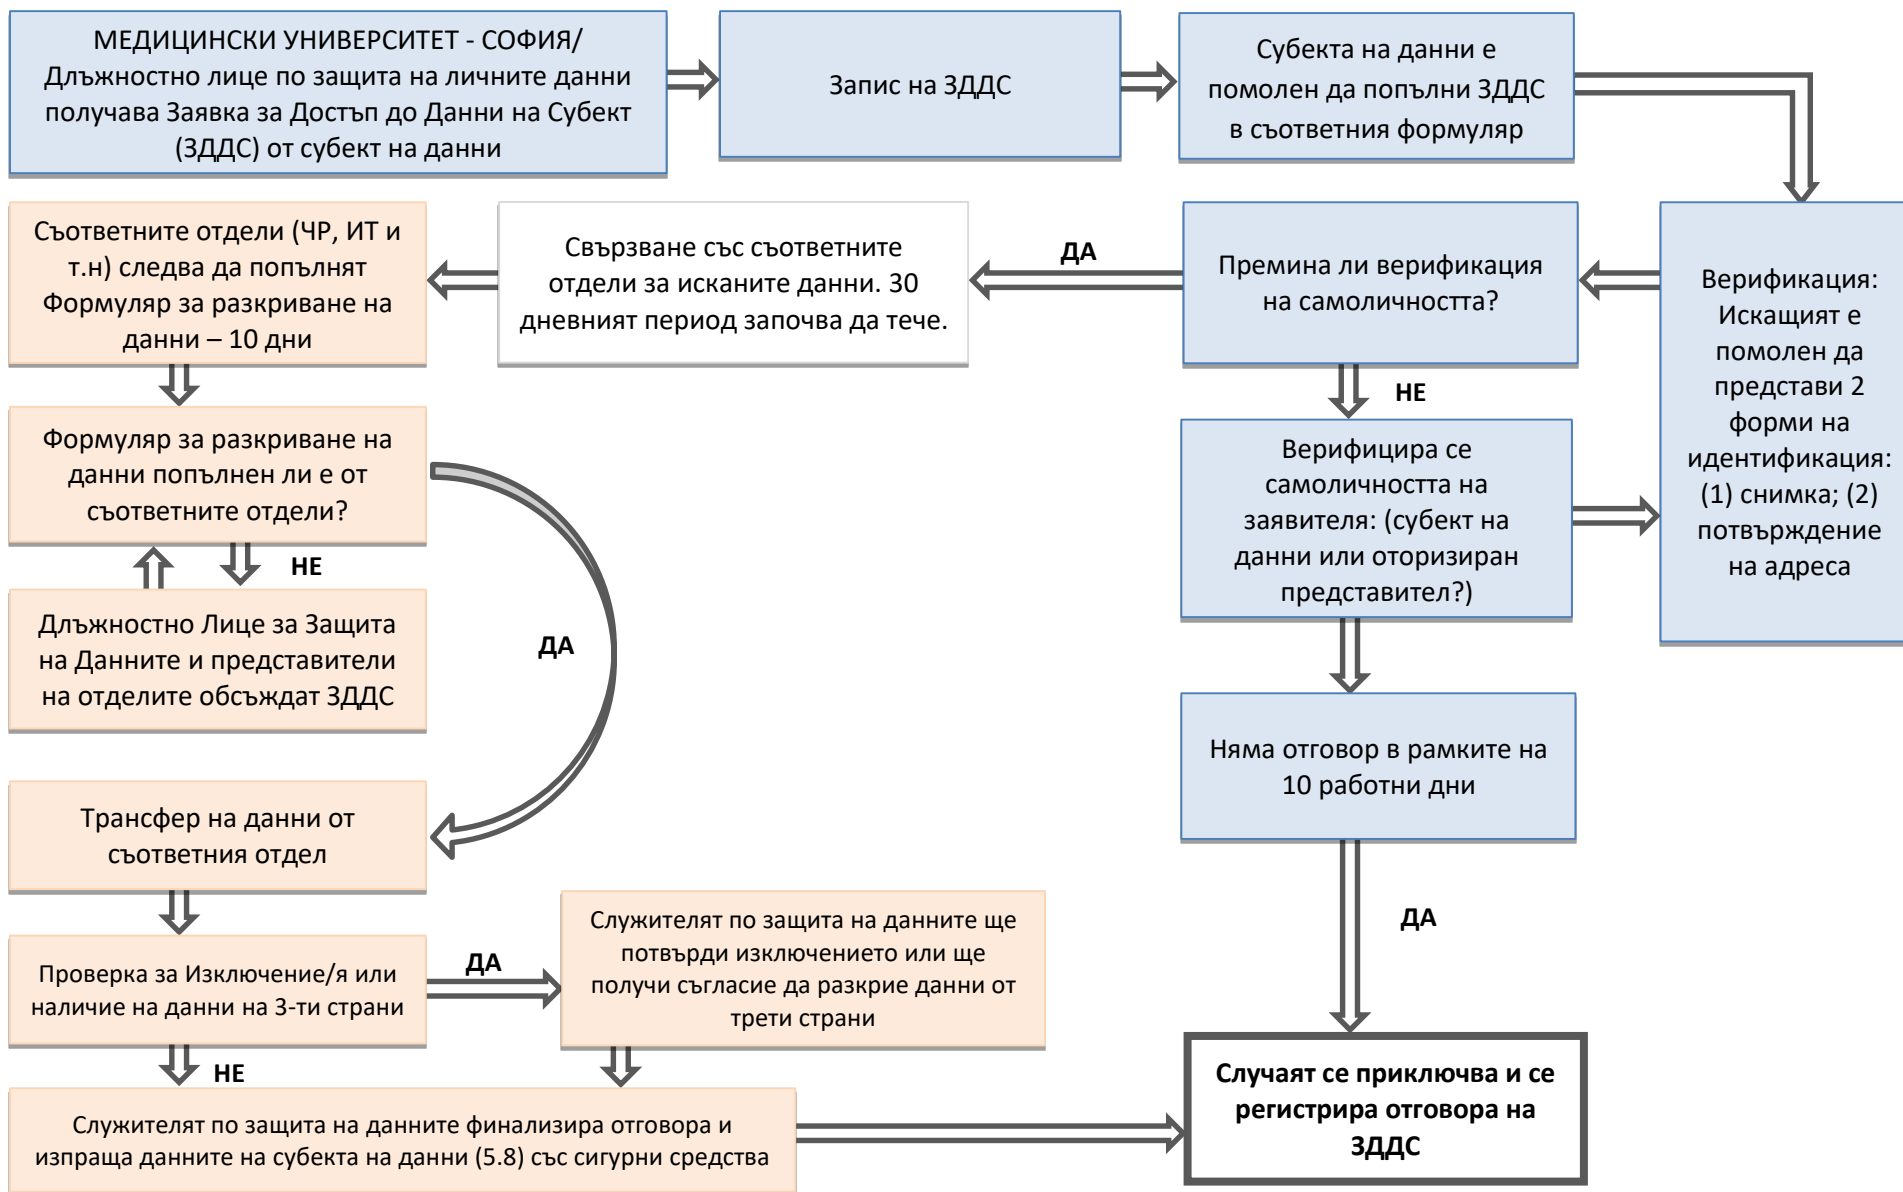 МЕДИЦИНСКИ УНИВЕРСИТЕТ - СОФИЯ/
Длъжностно лице по защита на личните данни
получава Заявка за Достъп до Данни на Субект
(ЗДДС) от субект на данни
Запис на ЗДДС
Субекта на данни е
помолен да попълни ЗДДС
в съответния формуляр
Верификация:
Искащият е
помолен да
представи 2
форми на
идентификация:
(1) снимка; (2)
потвърждение
на адреса
Премина ли верификация
на самоличността?
ДА
Свързване със съответните
отдели за исканите данни. 30
дневният период започва да тече.
Съответните отдели (ЧР, ИТ и
т.н) следва да попълнят
Формуляр за разкриване на
данни – 10 дни
НЕ
Верифицира се
самоличността на
заявителя: (субект на
данни или оторизиран
представител?)
Формуляр за разкриване на
данни попълнен ли е от
съответните отдели?
НЕ
ДА
Длъжностно Лице за Защита
на Данните и представители
на отделите обсъждат ЗДДС
Няма отговор в рамките на
10 работни дни
ДА
Трансфер на данни от
съответния отдел
Проверка за Изключение/я или
наличие на данни на 3-ти страни
ДА
Служителят по защита на данните ще
потвърди изключението или ще
получи съгласие да разкрие данни от
трети страни
НЕ
Служителят по защита на данните финализира отговора и
изпраща данните на субекта на данни (5.8) със сигурни средства
Случаят се приключва и се
регистрира отговора на
ЗДДС